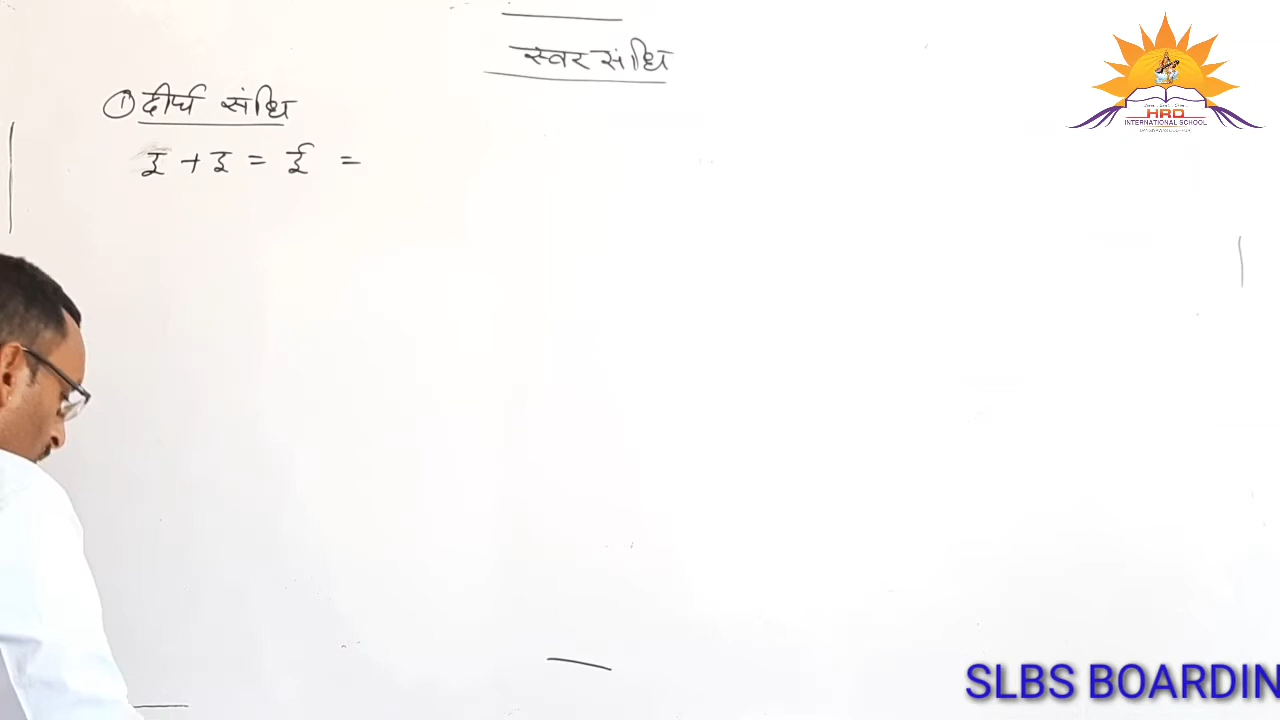 स्वर संधि
① दीर्घ संधि
इ + इ = ई =
HRD
INTERNATIONAL SCHOOL
SLBS BOARDIN